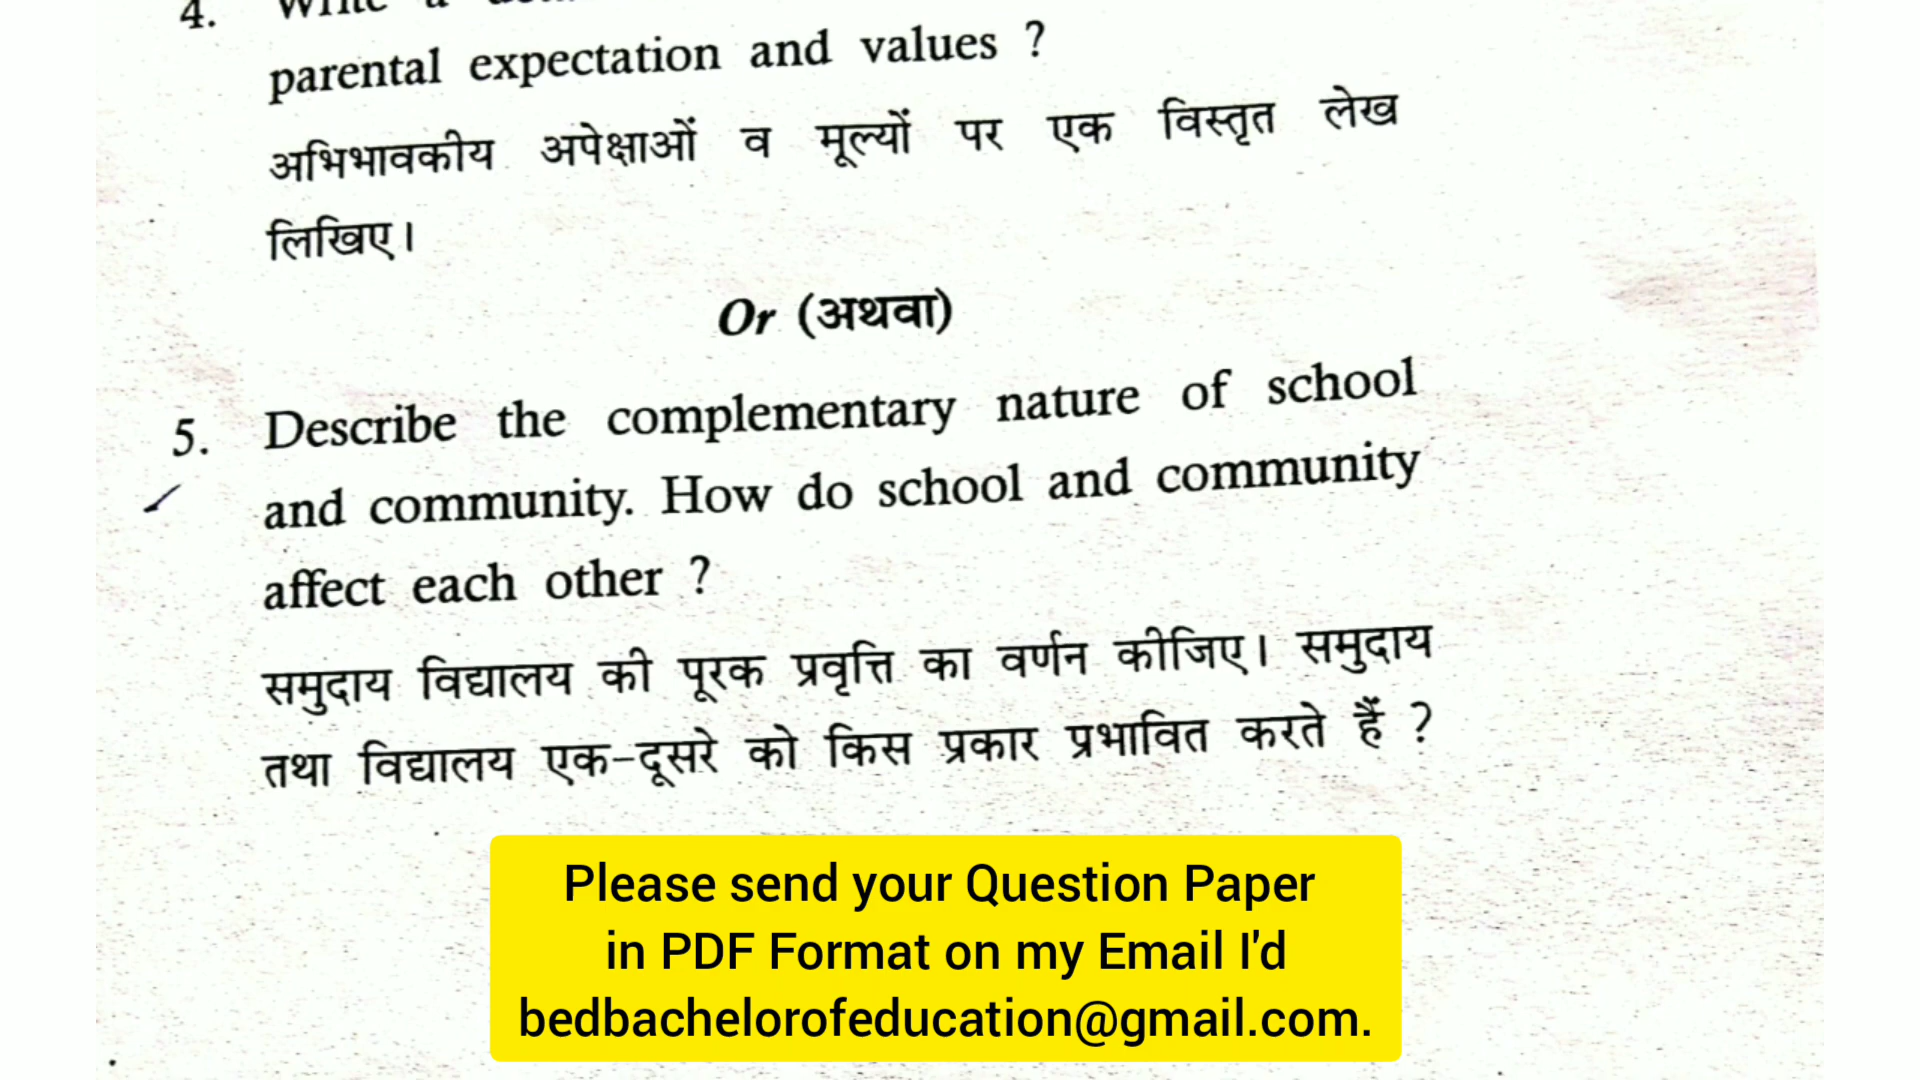 4. Write a
parental expectation and values ?
अभिभावकीय अपेक्षाओं व मूल्यों पर एक विस्तृत लेख
लिखिए।
Or (अथवा)
5. Describe the complementary nature of school
and community. How do school and community
affect each other ?
समुदाय विद्यालय की पूरक प्रवृत्ति का वर्णन कीजिए। समुदाय
तथा विद्यालय एक-दूसरे को किस प्रकार प्रभावित करते हैं ?
Please send your Question Paper
in PDF Format on my Email I'd
bedbachelorofeducation@gmail.com.